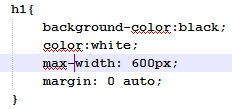 h1{
background-color:black;
color:white;
max-width: 600px;
margin: 0 auto;
}